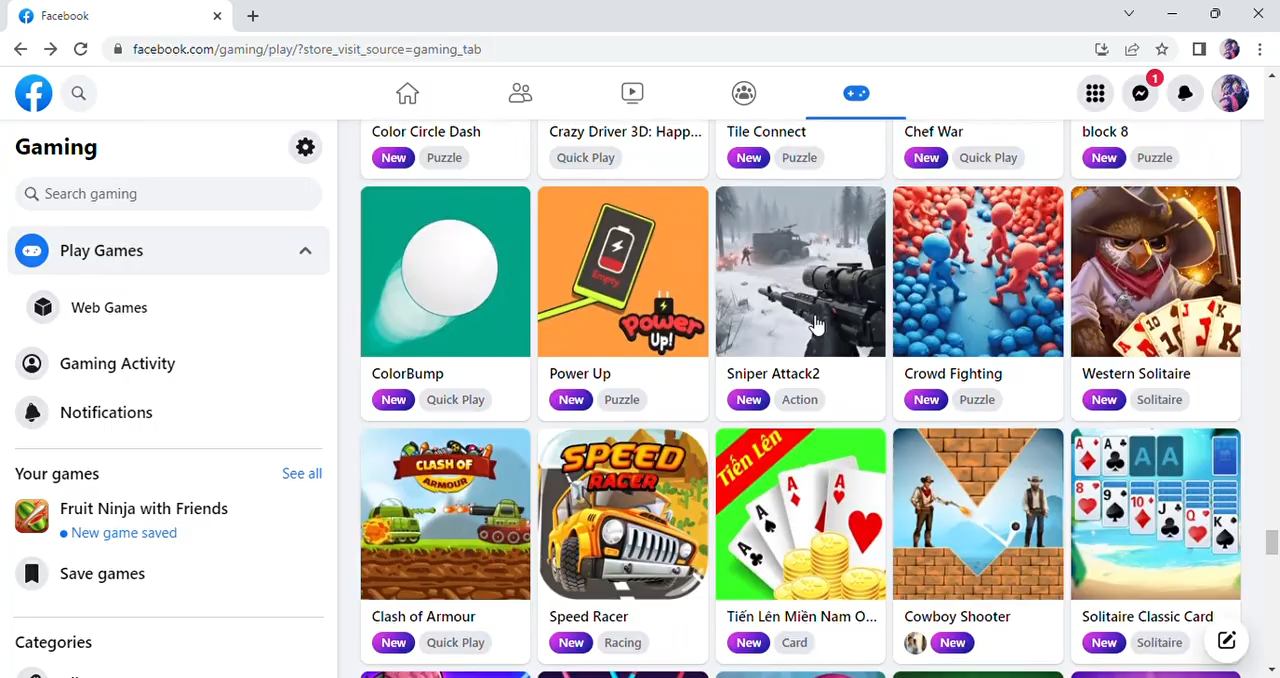 Facebook
facebook.com/gaming/play/?store_visit_source=gaming_tab
1
Gaming
Search gaming
Play Games
Web Games
Gaming Activity
Notifications
Your games
See all
Fruit Ninja with Friends
New game saved
Save games
Categories
Color Circle Dash
New Puzzle
Crazy Driver 3D: Happ...
Quick Play
Tile Connect
New Puzzle
Chef War
New Quick Play
block 8
New Puzzle
Empty
Power
Up!
J K
ColorBump
New Quick Play
Power Up
New Puzzle
Sniper Attack2
New Action
Crowd Fighting
New Puzzle
Western Solitaire
New Solitaire
CLASH OF
ARMOUR
SPEED
RACER
Tiến Lên
A A
A A A A
8 9 10 J Q K
Clash of Armour
New Quick Play
Speed Racer
New Racing
Tiến Lên Miền Nam O...
New Card
Cowboy Shooter
New
Solitaire Classic Card
New Solitaire